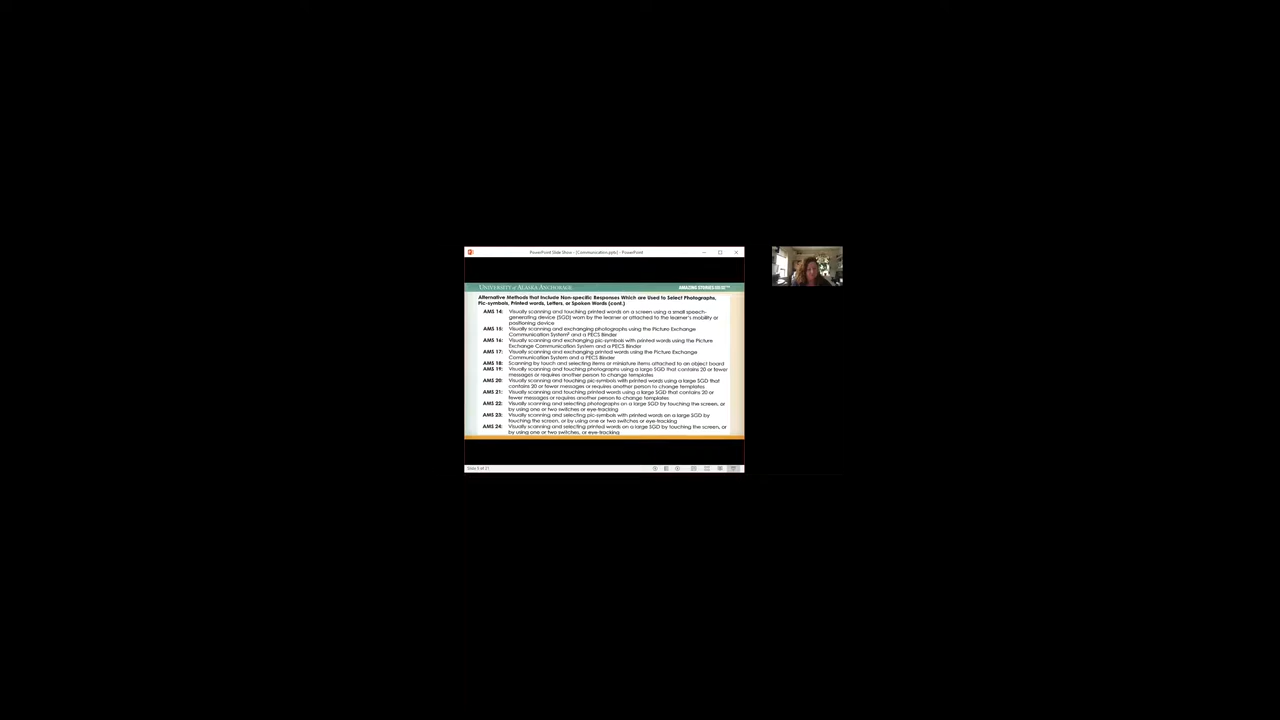 PowerPoint Slide Show - [Communication.pptx] - PowerPoint
UNIVERSITY of ALASKA ANCHORAGE
AMAZING STORIES
Alternative Methods that Include Non-specific Responses Which are Used to Select Photographs,
Pic-symbols, Printed words, Letters, or Spoken Words (cont.)
AMS 14: Visually scanning and touching printed words on a screen using a small speech-
generating device (SGD) worn by the learner or attached to the learner's mobility or
positioning device
AMS 15: Visually scanning and exchanging photographs using the Picture Exchange
Communication System and a PECS Binder
AMS 16: Visually scanning and exchanging pic-symbols with printed words using the Picture
Exchange Communication System and a PECS Binder
AMS 17: Visually scanning and exchanging printed words using the Picture Exchange
Communication System and a PECS Binder
AMS 18: Scanning by touch and selecting items or miniature items attached to an object board
AMS 19: Visually scanning and touching photographs using a large SGD that contains 20 or fewer
messages or requires another person to change templates
AMS 20: Visually scanning and touching pic-symbols with printed words using a large SGD that
contains 20 or fewer messages or requires another person to change templates
AMS 21: Visually scanning and touching printed words using a large SGD that contains 20 or
fewer messages or requires another person to change templates
AMS 22: Visually scanning and selecting photographs on a large SGD by touching the screen, or
by using one or two switches or eye-tracking
AMS 23: Visually scanning and selecting pic-symbols with printed words on a large SGD by
touching the screen, or by using one or two switches or eye-tracking
AMS 24: Visually scanning and selecting printed words on a large SGD by touching the screen, or
by using one or two switches, or eye-tracking
Slide 5 of 21